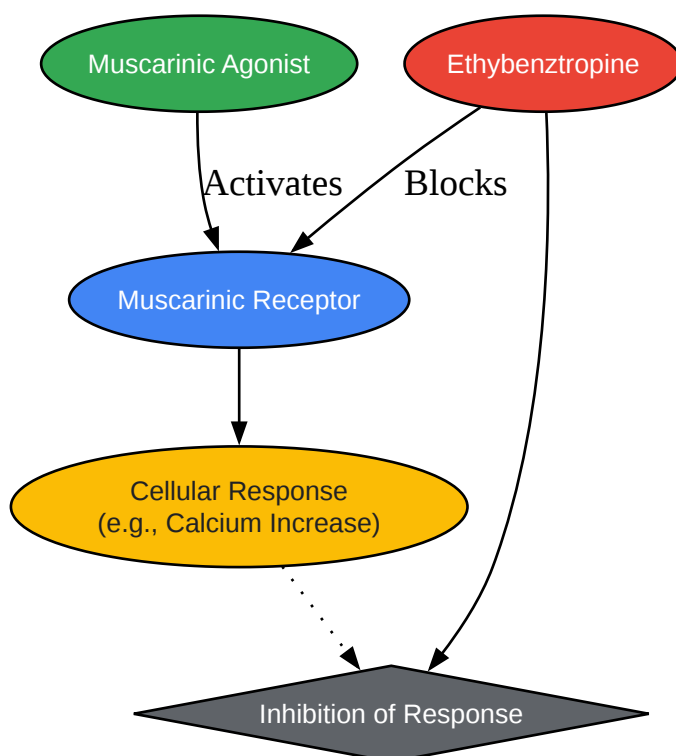 Muscarinic Agonist
Ethybenztropine
Activates
Blocks
Muscarinic Receptor
Cellular Response
(e.g., Calcium Increase)
Inhibition of Response